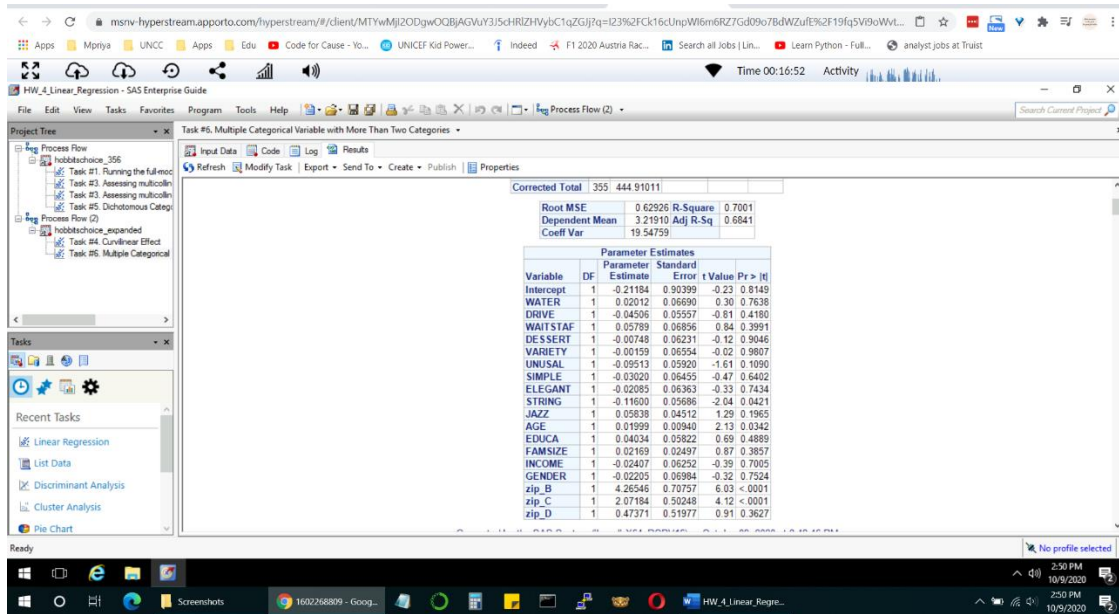 msnv-hyperstream.apporto.com/hyperstream/#/client/
Apps Mpriya UNCC Apps Edu Code for Cause - Yo... UNICEF Kid Power... Indeed F1 2020 Austria Rac... Search all Jobs | Lin... Learn Python - Full... analyst jobs at Truist
Time 00:16:52 Activity
HW_4_Linear_Regression - SAS Enterprise Guide
File Edit View Tasks Favorites Program Tools Help Process Flow (2) Search Current Project
Project Tree
Process Flow
hobbitschoice_356
Task #1. Running the full-mod
Task #3. Assessing multicollin
Task #3. Assessing multicollin
Task #5. Dichotomous Catego
Process Flow (2)
hobbitschoice_expanded
Task #4. Curvilinear Effect
Task #6. Multiple Categorical
Tasks
Recent Tasks
Linear Regression
List Data
Discriminant Analysis
Cluster Analysis
Pie Chart
Task #6. Multiple Categorical Variable with More Than Two Categories
Input Data Code Log Results
Refresh Modify Task Export Send To Create Publish Properties
Corrected Total 355 444.91011
Root MSE 0.62926 R-Square 0.7001
Dependent Mean 3.21910 Adj R-Sq 0.6841
Coeff Var 19.54759
Parameter Estimates
Variable DF Parameter Estimate Standard Error t Value Pr > |t|
Intercept 1 -0.21184 0.90399 -0.23 0.8149
WATER 1 0.02012 0.06690 0.30 0.7638
DRIVE 1 -0.04506 0.05557 -0.81 0.4180
WAITSTAF 1 0.05789 0.06856 0.84 0.3991
DESSERT 1 -0.00748 0.06231 -0.12 0.9046
VARIETY 1 -0.00159 0.06554 -0.02 0.9807
UNUSAL 1 -0.09513 0.05920 -1.61 0.1090
SIMPLE 1 -0.03020 0.06455 -0.47 0.6402
ELEGANT 1 -0.02085 0.06363 -0.33 0.7434
STRING 1 -0.11600 0.05686 -2.04 0.0421
JAZZ 1 0.05838 0.04512 1.29 0.1965
AGE 1 0.01999 0.00940 2.13 0.0342
EDUCA 1 0.04034 0.05822 0.69 0.4889
FAMSIZE 1 0.02169 0.02497 0.87 0.3857
INCOME 1 -0.02407 0.06252 -0.39 0.7005
GENDER 1 -0.02205 0.06984 -0.32 0.7524
zip_B 1 4.26546 0.70757 6.03 <.0001
zip_C 1 2.07184 0.50248 4.12 <.0001
zip_D 1 0.47371 0.51977 0.91 0.3627
Ready
No profile selected
2:50 PM
10/9/2020
Screenshots 1602268809 - Goog... HW_4_Linear_Regre...
2:50 PM
10/9/2020